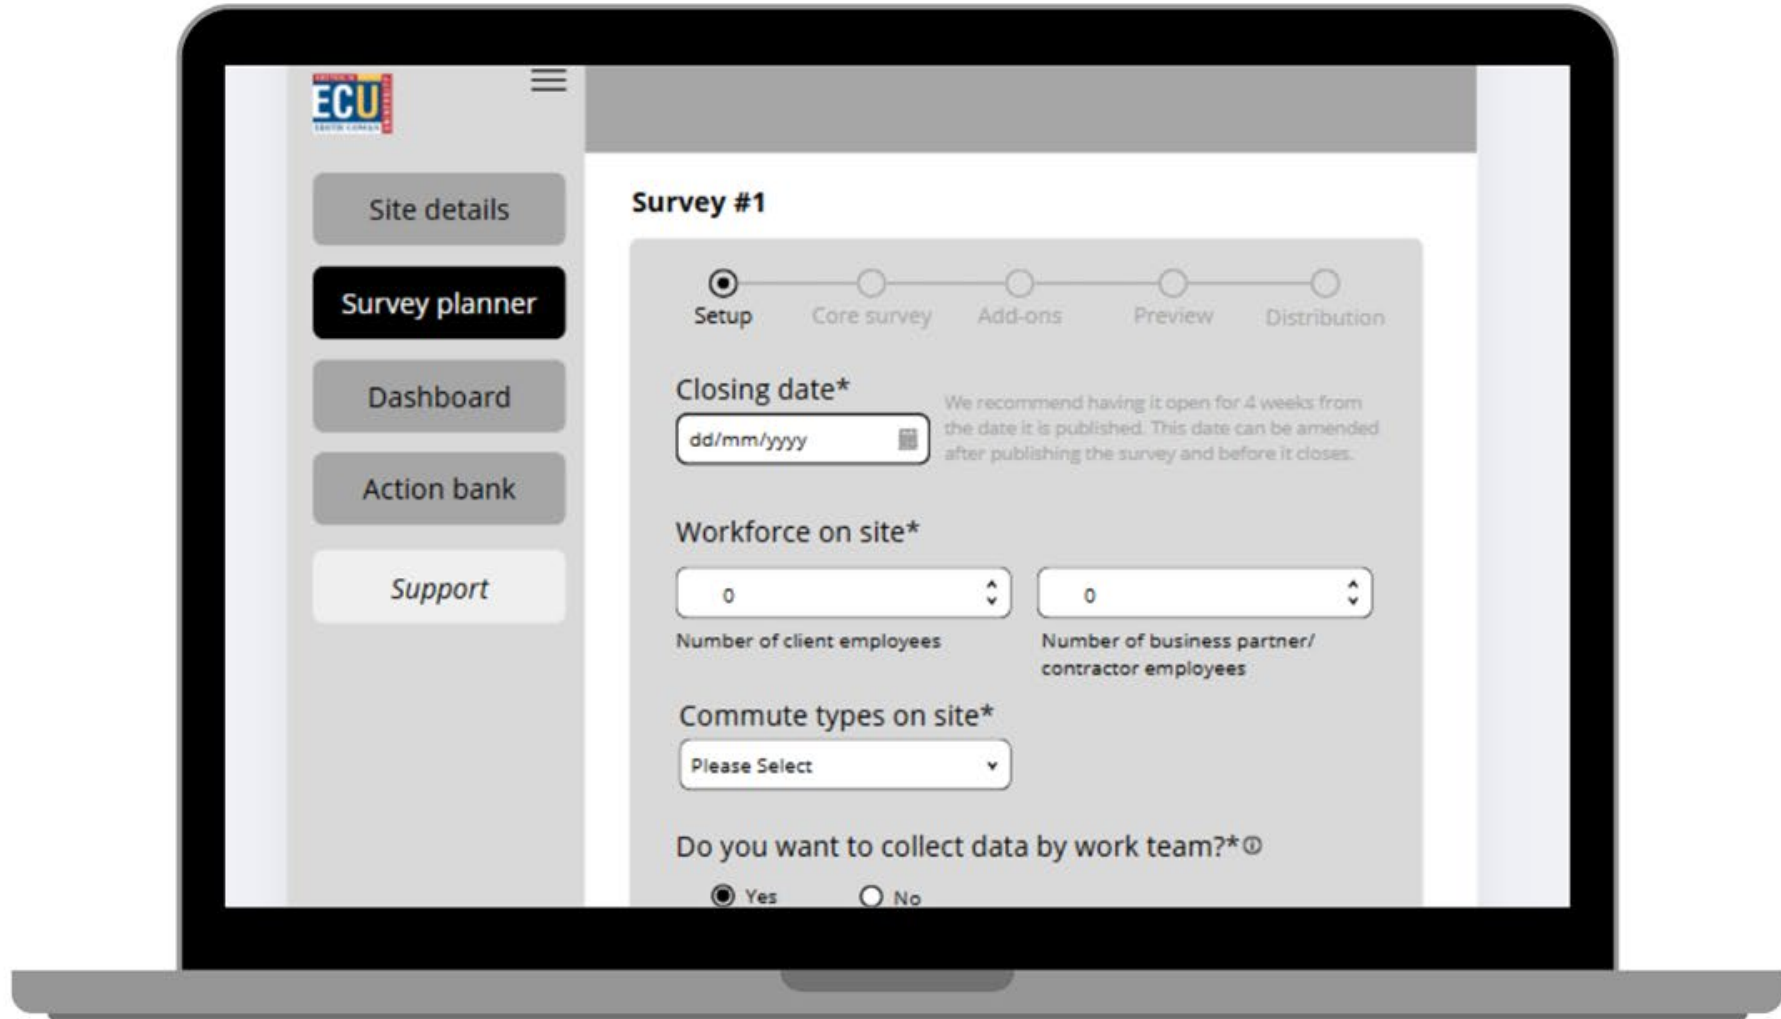 ECU
Site details
Survey planner
Dashboard
Action bank
Support
Survey #1
Setup
Core survey
Add-ons
Preview
Distribution
Closing date*
dd/mm/yyyy
We recommend having it open for 4 weeks from
the date it is published. This date can be amended
after publishing the survey and before it closes.
Workforce on site*
0
0
Number of client employees
Number of business partner/
contractor employees
Commute types on site*
Please Select
Do you want to collect data by work team?*
Yes
No